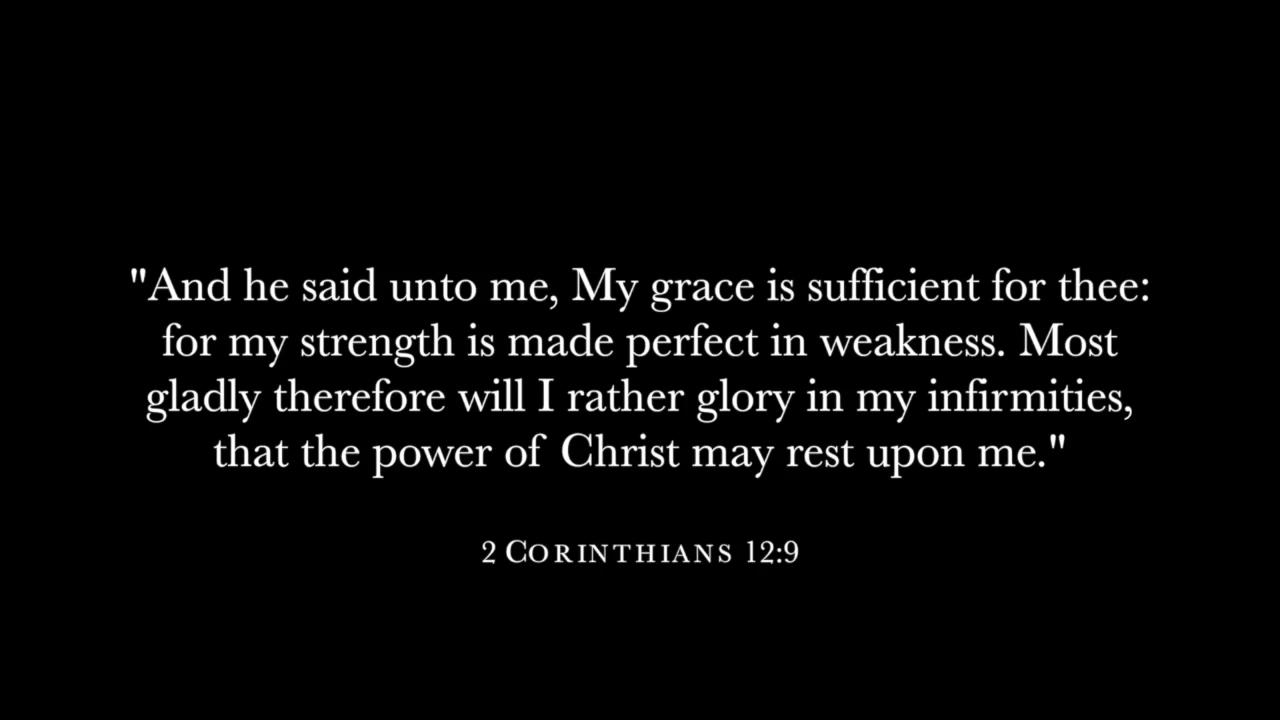 "And he said unto me, My grace is sufficient for thee:
for my strength is made perfect in weakness. Most
gladly therefore will I rather glory in my infirmities,
that the power of Christ may rest upon me."
2 CORINTHIANS 12:9